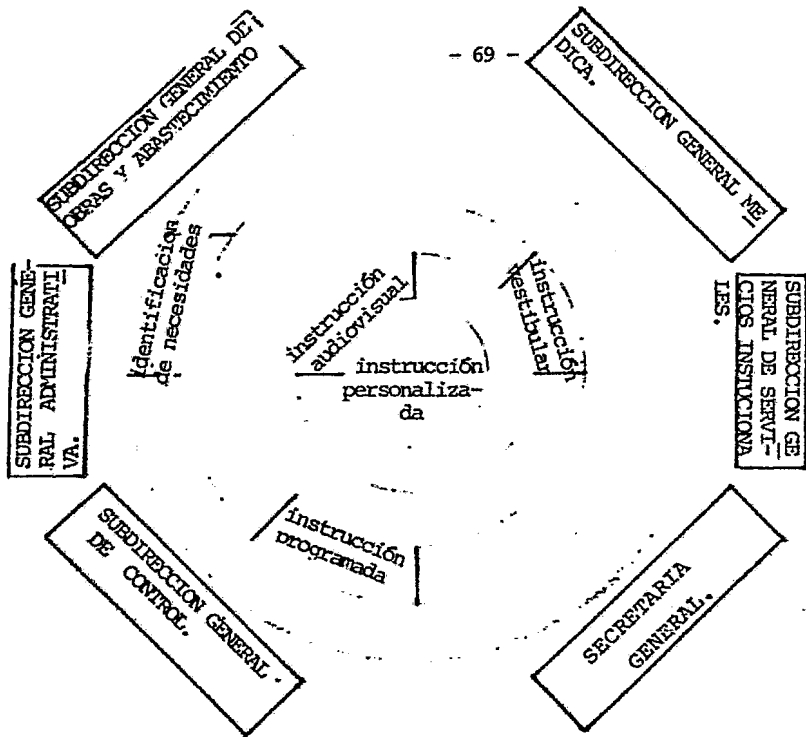 - 69 -
SUBDIRECCION GENERAL DE
OBRAS Y ABASTECIMIENTO
SUBDIRECCION GENERAL ME
DICA.
identificación
de necesidades
instrucción
audiovisual
instrucción
vestibular
instrucción
personaliza-
da
SUBDIRECCION GENE-
RAL ADMINISTRATI
VA.
SUBDIRECCION GE
NERAL DE SERVI-
CIOS INSTUCIONA
LES.
instrucción
programada
SUBDIRECCION GENERAL
DE CONTROL.
SECRETARIA
GENERAL.